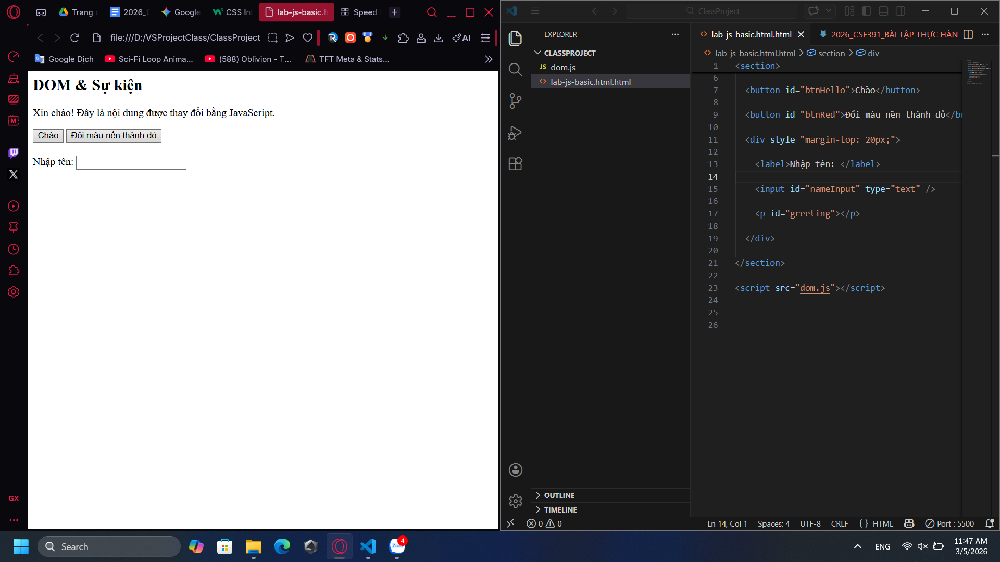 Trang c
2026_C
Google
CSS Int
lab-js-basic.h
Speed
file:///D:/VSProjectClass/ClassProject
AI
Google Dịch
Sci-Fi Loop Anima...
(588) Oblivion - T...
TFT Meta & Stats...
DOM & Sự kiện
Xin chào! Đây là nội dung được thay đổi bằng JavaScript.
Chào
Đổi màu nền thành đỏ
Nhập tên:
GX
ClassProject
EXPLORER
CLASSPROJECT
JS dom.js
lab-js-basic.html.html
OUTLINE
TIMELINE
lab-js-basic.html.html
2026_CSE391_BÀI TẬP THỰC HÀN
lab-js-basic.html.html > section > div
1 <section>
6
7 <button id="btnHello">Chào</button>
8
9 <button id="btnRed">Đổi màu nền thành đỏ</bu
10
11 <div style="margin-top: 20px;">
12
13 <label>Nhập tên: </label>
14
15 <input id="nameInput" type="text" />
16
17 <p id="greeting"></p>
18
19 </div>
20
21 </section>
22
23 <script src="dom.js"></script>
24
25
26
0 0
Ln 14, Col 1
Spaces: 4
UTF-8
CRLF
{ } HTML
Port : 5500
Search
Zalo
4
ENG
11:47 AM
3/5/2026